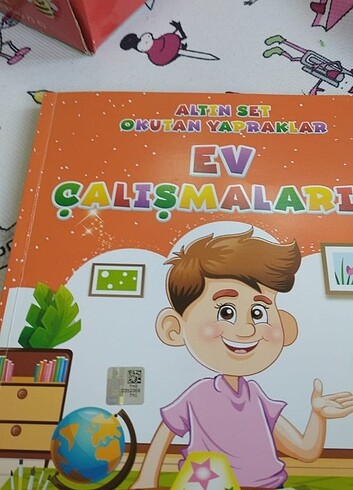 ALTIN SET
OKUTAN YAPRAKLAR
EV
ÇALIŞMALARI